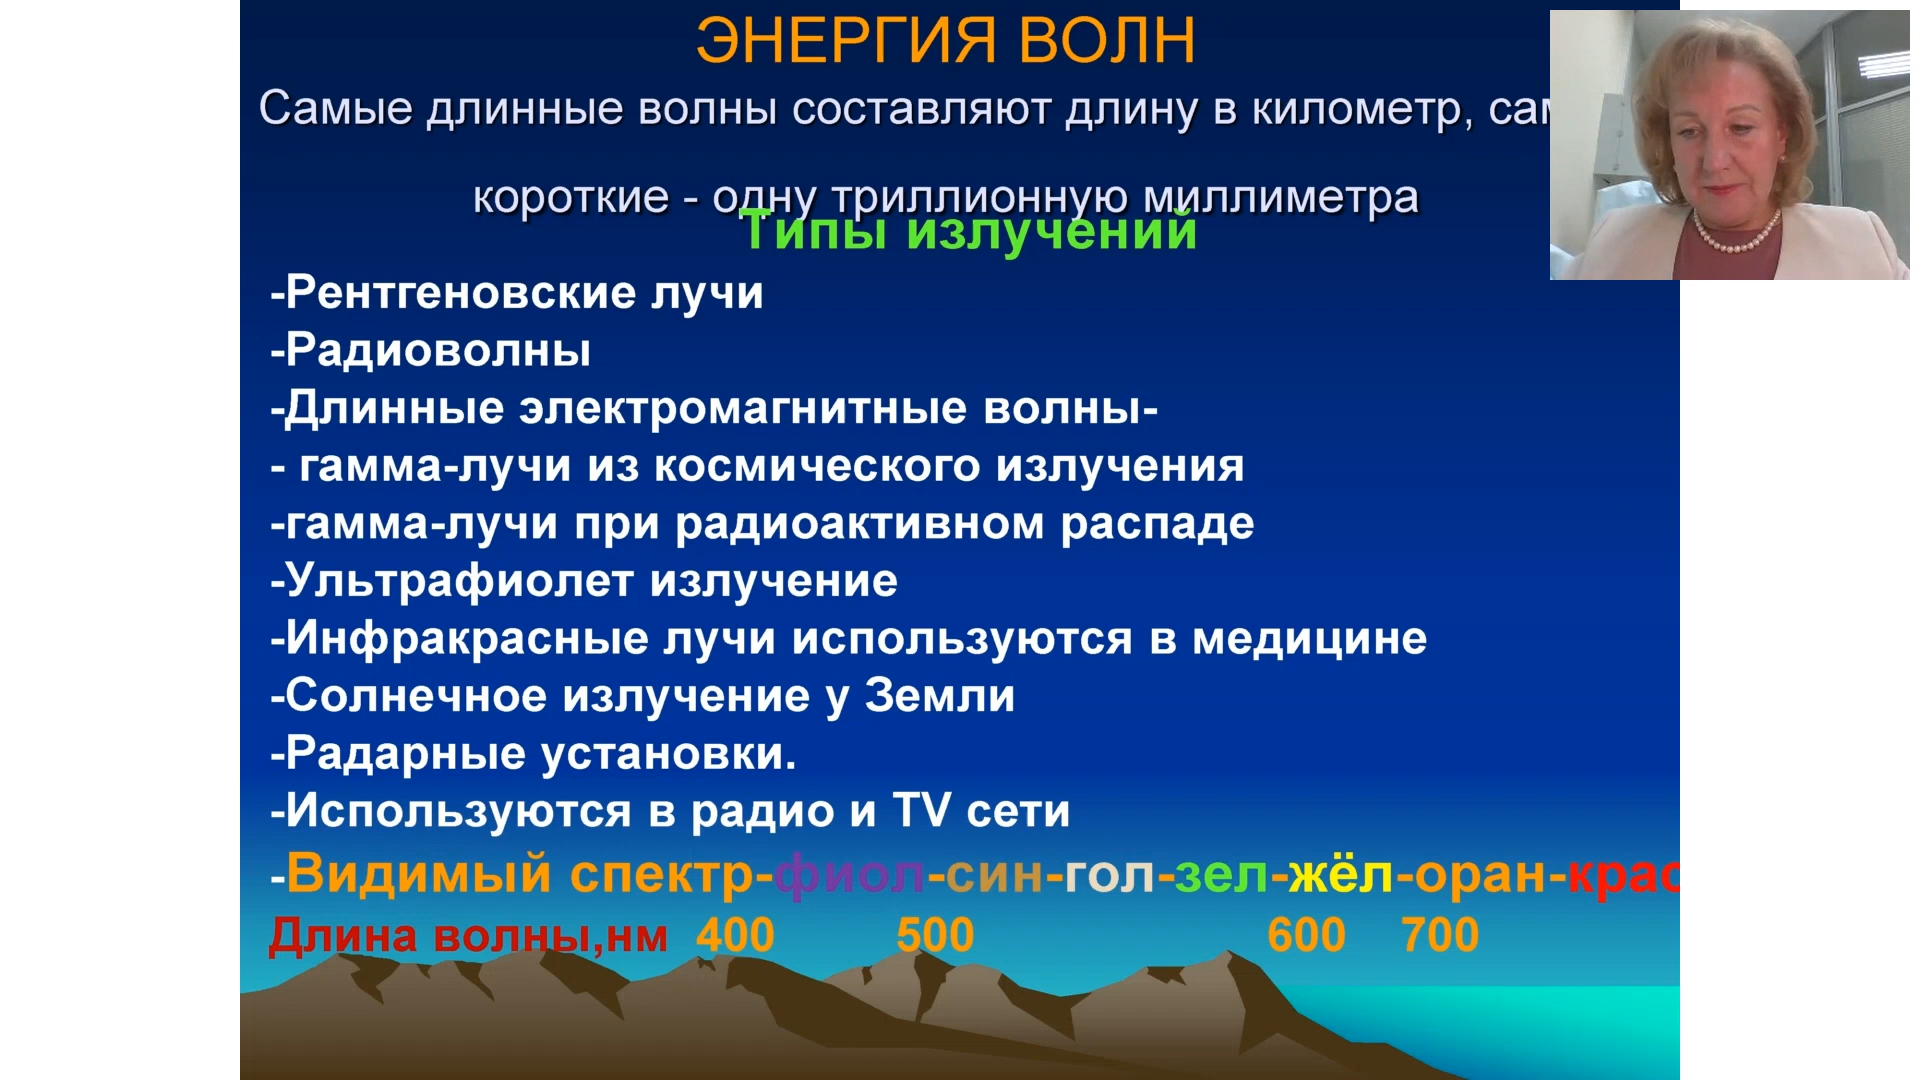 ЭНЕРГИЯ ВОЛН
Самые длинные волны составляют длину в километр,
короткие - одну триллионную миллиметра
Типы излучений
-Рентгеновские лучи
-Радиоволны
-Длинные электромагнитные волны-
- гамма-лучи из космического излучения
-гамма-лучи при радиоактивном распаде
-Ультрафиолет излучение
-Инфракрасные лучи используются в медицине
-Солнечное излучение у Земли
-Радарные установки.
-Используются в радио и TV сети
-Видимый спектр-фиол-син-гол-зел-жёл-оран-крас
Длина волны,нм 400 500 600 700